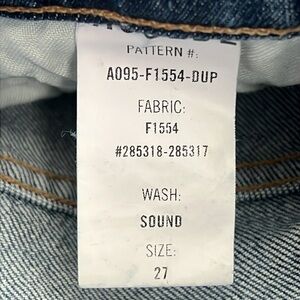 PATTERN #:
A095-F1554-DUP
FABRIC:
F1554
#285318-285317
WASH:
SOUND
SIZE:
27